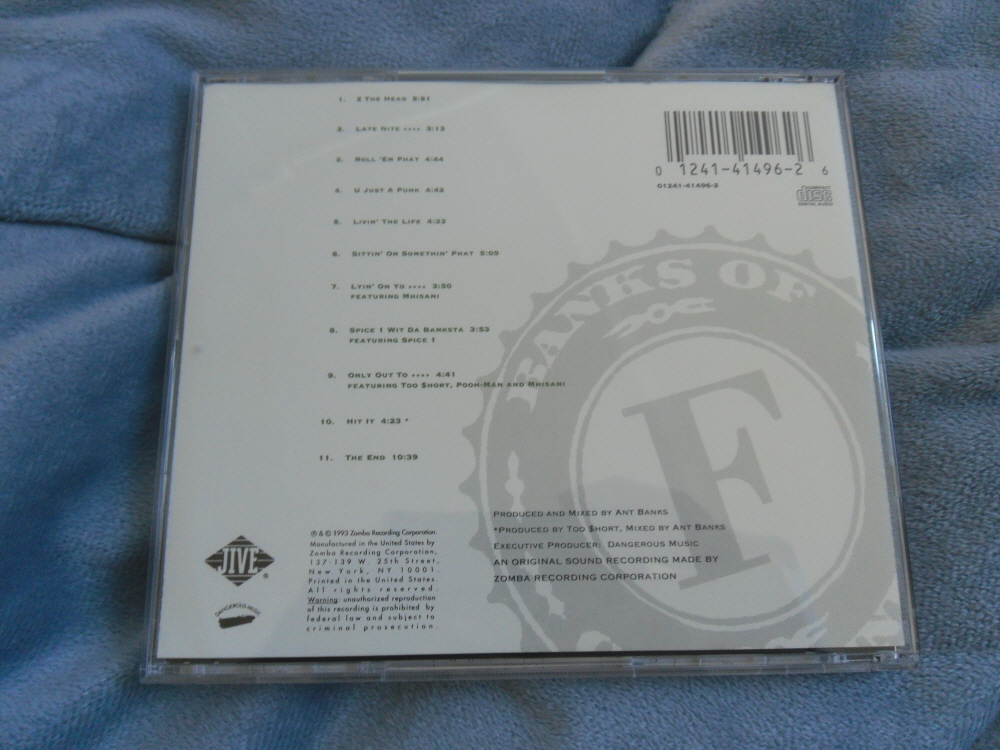 1. 2 The Head 5:51
2. Late Nite **** 3:13
3. Roll 'Em Phat 4:44
4. U Just A Punk 4:42
5. Livin' The Life 4:33
6. Sittin' On Somethin' Phat 5:09
7. Lyin' On Yo **** 3:50
featuring Mhisani
8. Spice 1 Wit Da Banksta 3:53
featuring Spice 1
9. Only Out To **** 4:41
featuring Too $hort, Pooh-Man and Mhisani
10. Hit It 4:23 *
11. The End 10:39
0 1241-41496-2 6
01241-41496-2
COMPACT
disc
DIGITAL AUDIO
BANKS OF
F
Produced and Mixed by Ant Banks
*Produced by Too $hort, Mixed by Ant Banks
Executive Producer: Dangerous Music
AN ORIGINAL SOUND RECORDING MADE BY
ZOMBA RECORDING CORPORATION
JIVE ®
DANGEROUS MUSIC
℗ & © 1993 Zomba Recording Corporation.
Manufactured in the United States by
Zomba Recording Corporation,
137-139 W. 25th Street,
New York, NY 10001.
Printed in the United States.
All rights reserved.
Warning: unauthorized reproduction
of this recording is prohibited by
federal law and subject to
criminal prosecution.